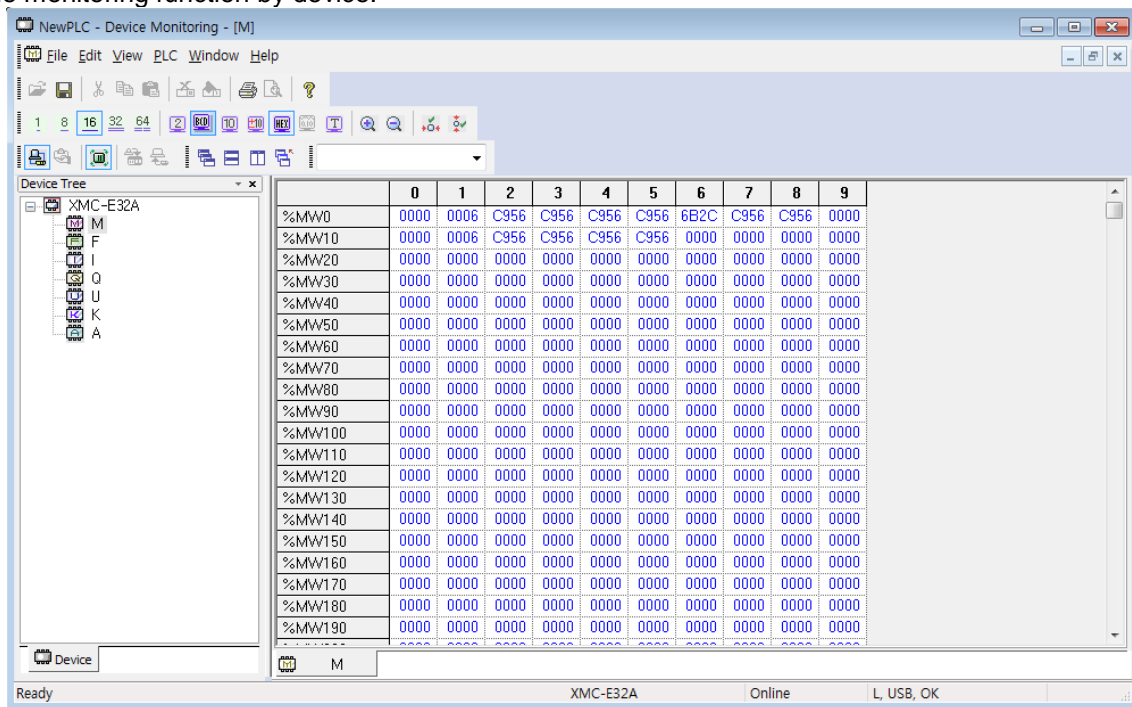 monitoring function by device.
NewPLC - Device Monitoring - [M]
File Edit View PLC Window Help
1 8 16 32 64 2 BCD 10 ±10 HEX T
Device Tree
XMC-E32A
M
F
I
Q
U
K
A
0 1 2 3 4 5 6 7 8 9
%MW0 0000 0006 C956 C956 C956 C956 6B2C C956 C956 0000
%MW10 0000 0006 C956 C956 C956 C956 0000 0000 0000 0000
%MW20 0000 0000 0000 0000 0000 0000 0000 0000 0000 0000
%MW30 0000 0000 0000 0000 0000 0000 0000 0000 0000 0000
%MW40 0000 0000 0000 0000 0000 0000 0000 0000 0000 0000
%MW50 0000 0000 0000 0000 0000 0000 0000 0000 0000 0000
%MW60 0000 0000 0000 0000 0000 0000 0000 0000 0000 0000
%MW70 0000 0000 0000 0000 0000 0000 0000 0000 0000 0000
%MW80 0000 0000 0000 0000 0000 0000 0000 0000 0000 0000
%MW90 0000 0000 0000 0000 0000 0000 0000 0000 0000 0000
%MW100 0000 0000 0000 0000 0000 0000 0000 0000 0000 0000
%MW110 0000 0000 0000 0000 0000 0000 0000 0000 0000 0000
%MW120 0000 0000 0000 0000 0000 0000 0000 0000 0000 0000
%MW130 0000 0000 0000 0000 0000 0000 0000 0000 0000 0000
%MW140 0000 0000 0000 0000 0000 0000 0000 0000 0000 0000
%MW150 0000 0000 0000 0000 0000 0000 0000 0000 0000 0000
%MW160 0000 0000 0000 0000 0000 0000 0000 0000 0000 0000
%MW170 0000 0000 0000 0000 0000 0000 0000 0000 0000 0000
%MW180 0000 0000 0000 0000 0000 0000 0000 0000 0000 0000
%MW190 0000 0000 0000 0000 0000 0000 0000 0000 0000 0000
Device
M
Ready XMC-E32A Online L, USB, OK